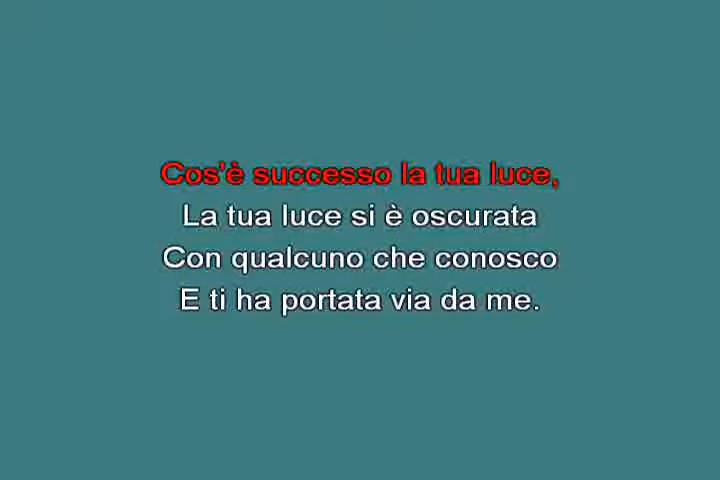 Cos'è successo la tua luce,
La tua luce si è oscurata
Con qualcuno che conosco
E ti ha portata via da me.